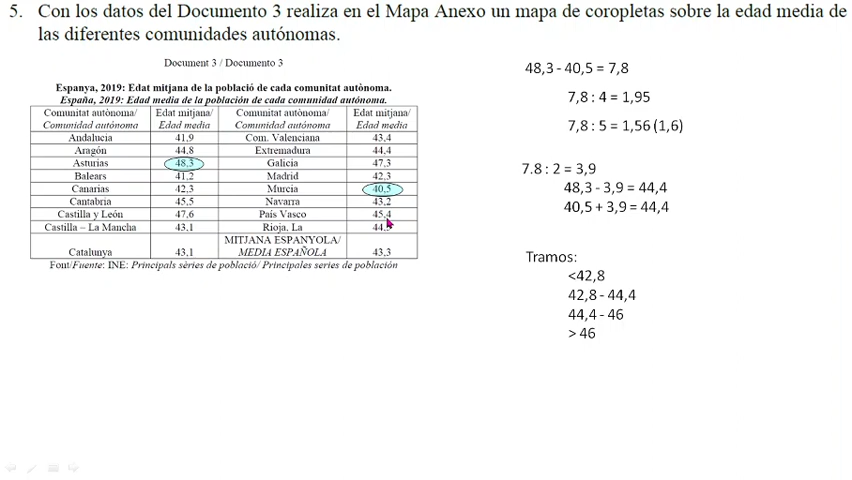 5. Con los datos del Documento 3 realiza en el Mapa Anexo un mapa de coropletas sobre la edad media de
las diferentes comunidades autónomas.
Document 3 / Documento 3
Espanya, 2019: Edat mitjana de la població de cada comunitat autònoma.
España, 2019: Edad media de la población de cada comunidad autónoma.
Comunitat autònoma/ Edat mitjana/ Comunitat autònoma/ Edat mitjana/
Comunidad autónoma Edad media Comunidad autónoma Edad media
Andalucía 41,9 Com. Valenciana 43,4
Aragón 44,8 Extremadura 44,4
Asturias 48,3 Galicia 47,3
Balears 41,2 Madrid 42,3
Canarias 42,3 Murcia 40,5
Cantabria 45,5 Navarra 43,2
Castilla y León 47,6 País Vasco 45,4
Castilla – La Mancha 43,1 Rioja, La
MITJANA ESPANYOLA/
Catalunya 43,1 MEDIA ESPAÑOLA 43,3
Font/Fuente: INE: Principals sèries de població/ Principales series de población
48,3 - 40,5 = 7,8
7,8 : 4 = 1,95
7,8 : 5 = 1,56 (1,6)
7.8 : 2 = 3,9
48,3 - 3,9 = 44,4
40,5 + 3,9 = 44,4
Tramos:
<42,8
42,8 - 44,4
44,4 - 46
> 46